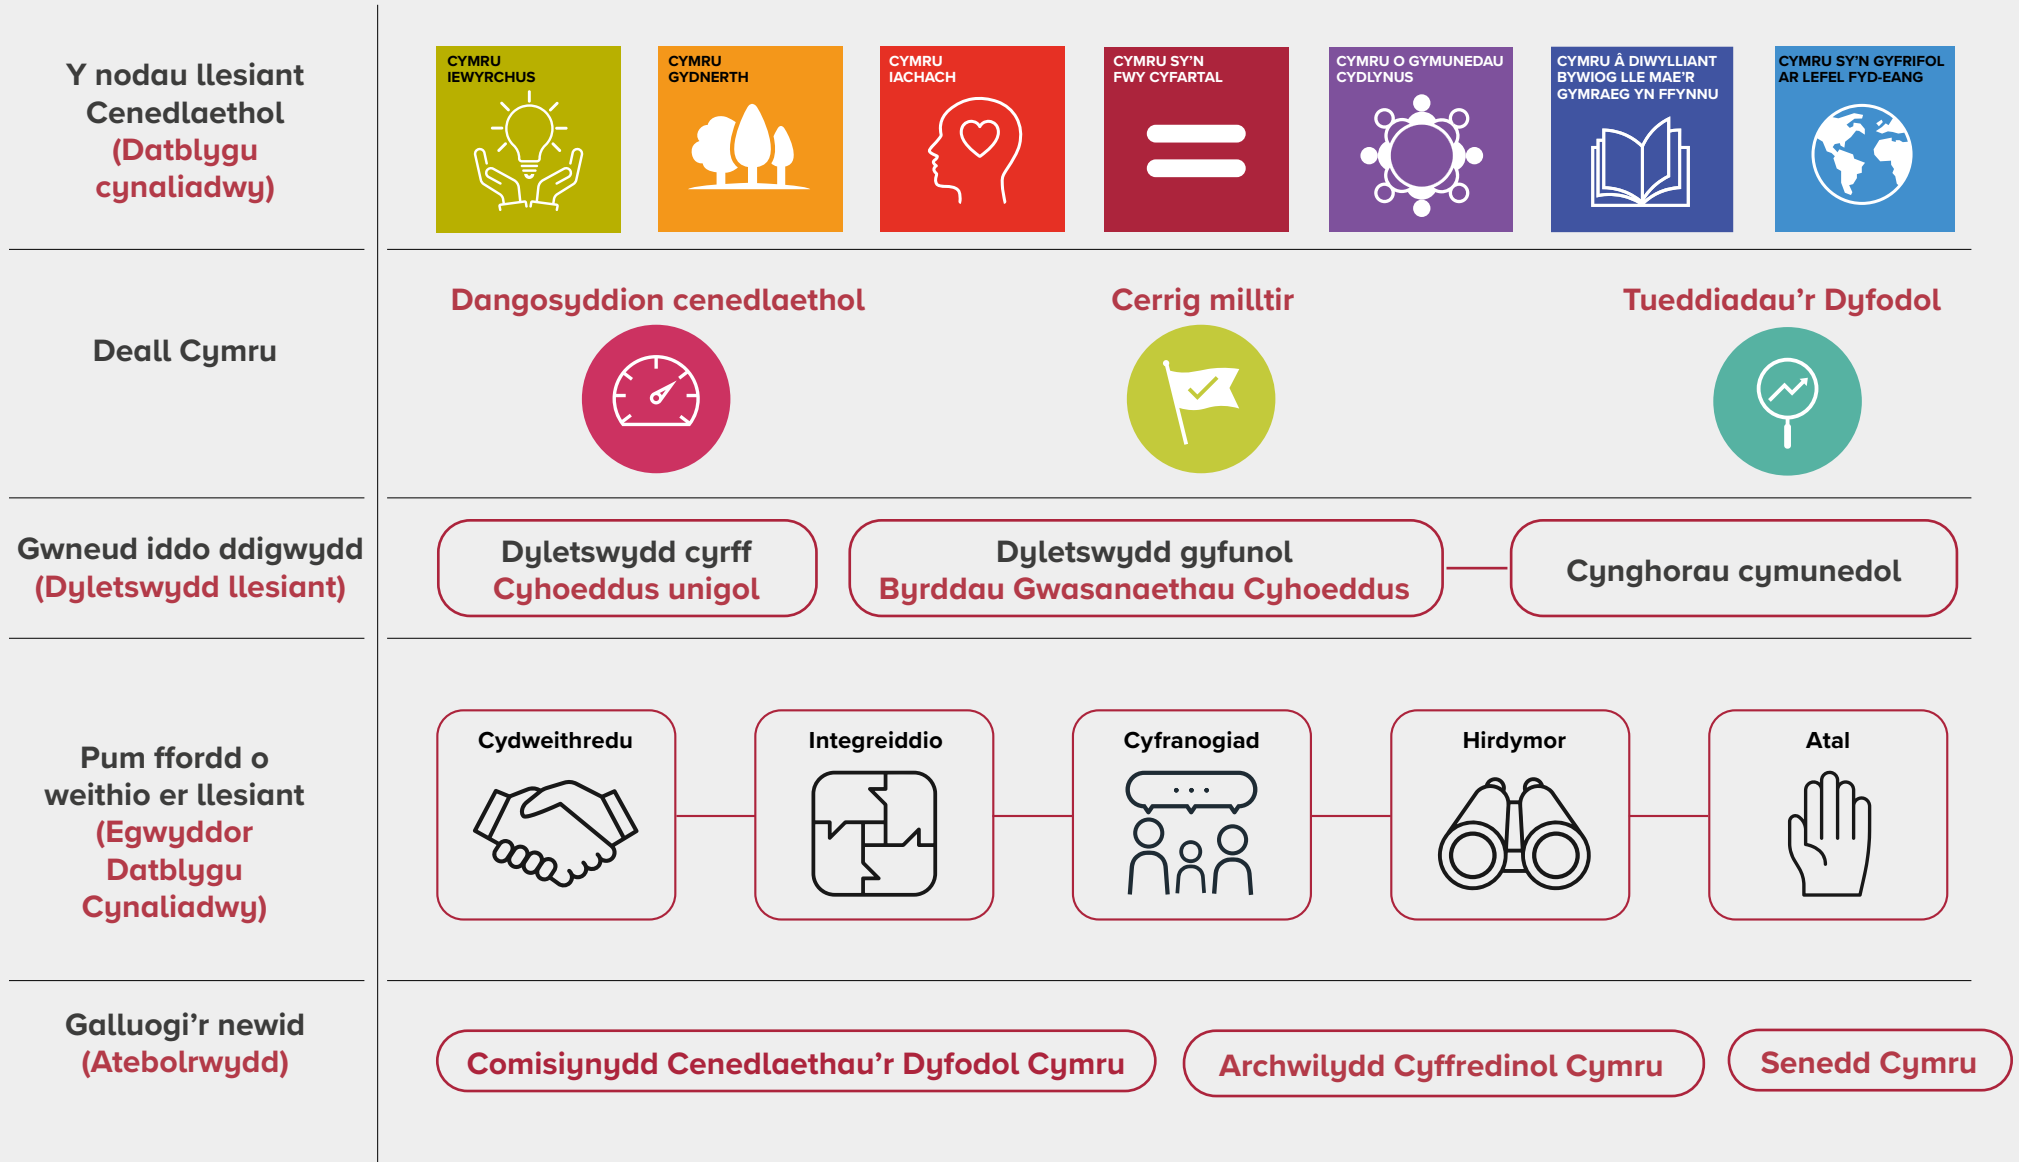 Y nodau llesiant
Cenedlaethol
(Datblygu
cynaliadwy)
CYMRU
IEWYRCHUS
CYMRU
GYDNERTH
CYMRU
IACHACH
CYMRU SY'N
FWY CYFARTAL
CYMRU O GYMUNEDAU
CYDLYNUS
CYMRU Â DIWYLLIANT
BYWIOG LLE MAE'R
GYMRAEG YN FFYNNU
CYMRU SY'N GYFRIFOL
AR LEFEL FYD-EANG
Deall Cymru
Dangosyddion cenedlaethol
Cerrig milltir
Tueddiadau’r Dyfodol
Gwneud iddo ddigwydd
(Dyletswydd llesiant)
Dyletswydd cyrff
Cyhoeddus unigol
Dyletswydd gyfunol
Byrddau Gwasanaethau Cyhoeddus
Cynghorau cymunedol
Pum ffordd o
weithio er llesiant
(Egwyddor
Datblygu
Cynaliadwy)
Cydweithredu
Integreiddio
Cyfranogiad
Hirdymor
Atal
Galluogi’r newid
(Atebolrwydd)
Comisiynydd Cenedlaethau’r Dyfodol Cymru
Archwilydd Cyffredinol Cymru
Senedd Cymru